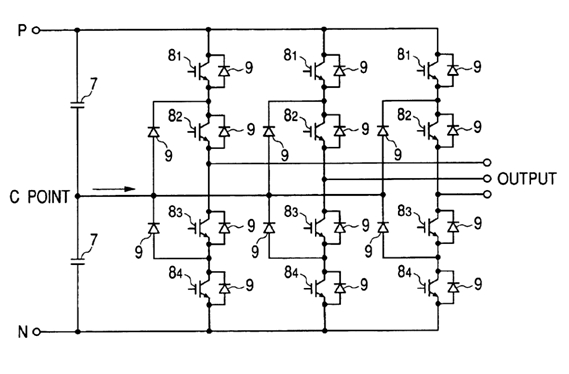 P
81 9 81 9 81 9
7
82 9 82 9 82 9
9 9 9
OUTPUT
C POINT
83 9 83 9 83 9
7
9 9 9
84 9 84 9 84 9
N